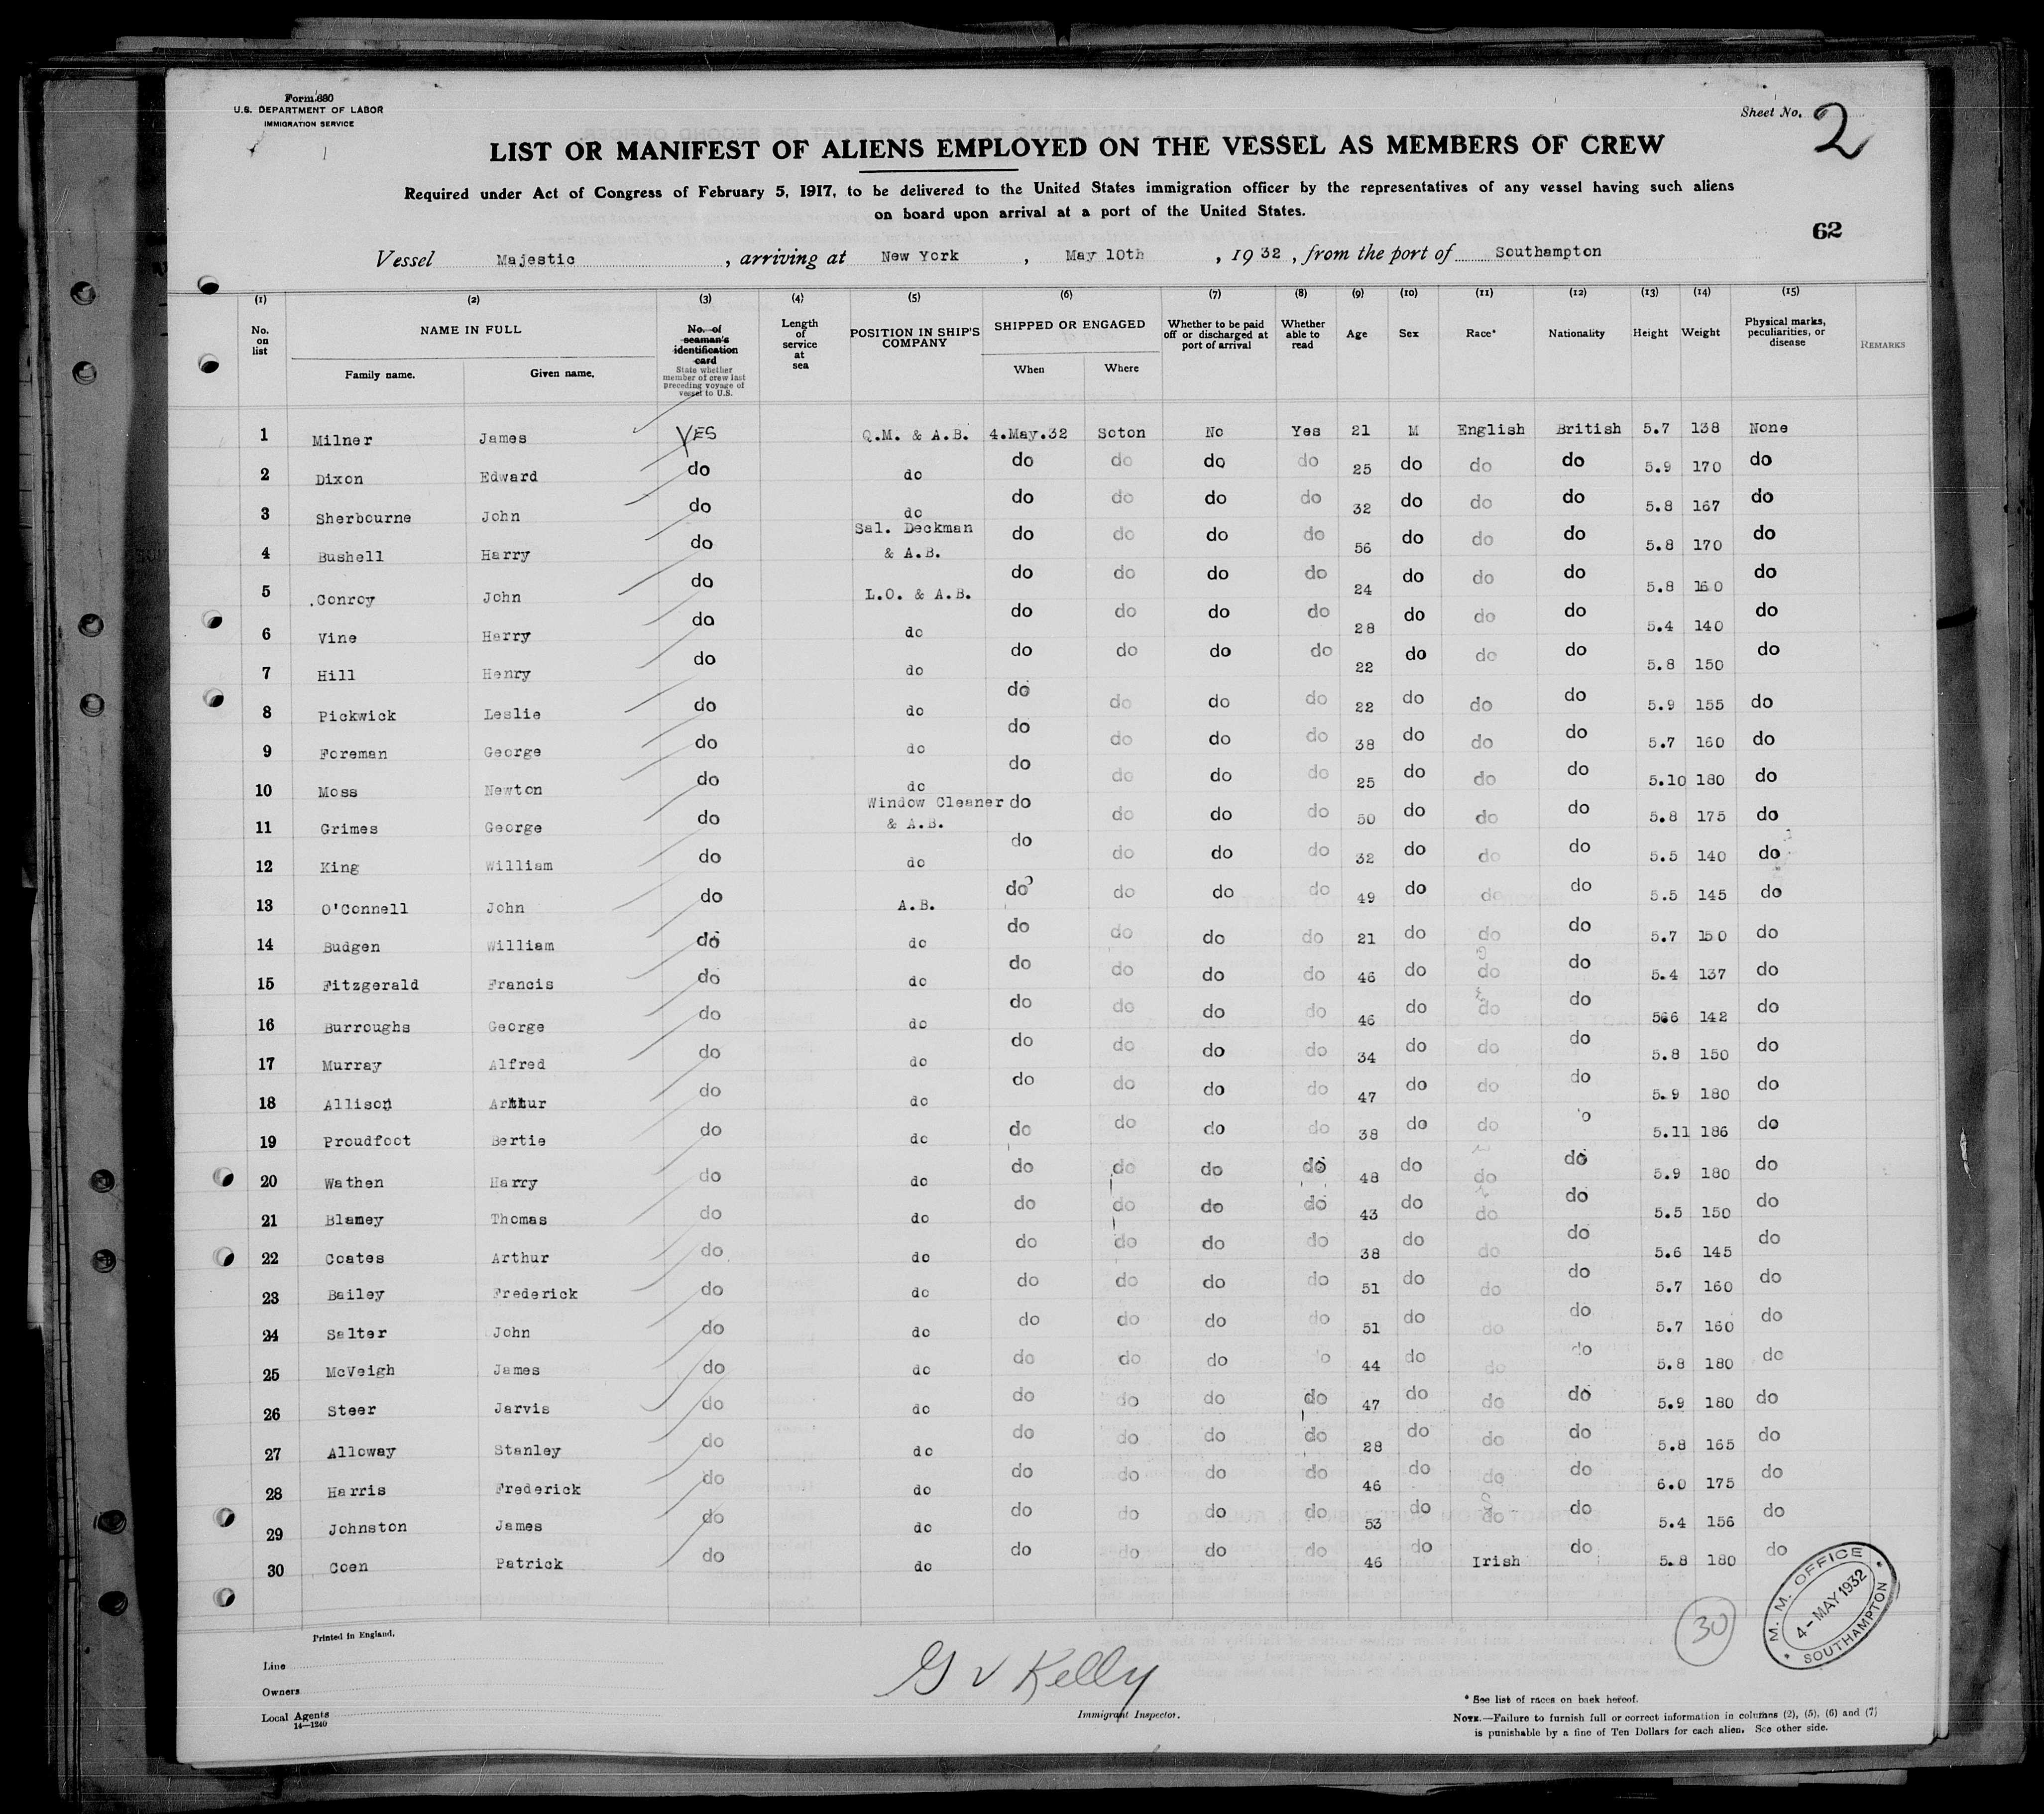 Form 680
U.S. DEPARTMENT OF LABOR
IMMIGRATION SERVICE
Sheet No. 2
LIST OR MANIFEST OF ALIENS EMPLOYED ON THE VESSEL AS MEMBERS OF CREW
Required under Act of Congress of February 5, 1917, to be delivered to the United States immigration officer by the representatives of any vessel having such aliens
on board upon arrival at a port of the United States.
62
Vessel Majestic, arriving at New York, May 10th, 1932, from the port of Southampton
(1) (2) (3) (4) (5) (6) (7) (8) (9) (10) (11) (12) (13) (14) (15)
No. on list NAME IN FULL Family name. Given name. No. of seaman's identification card State whether member of crew last preceding voyage of vessel to U.S. Length of service at sea POSITION IN SHIP'S COMPANY SHIPPED OR ENGAGED When Where Whether to be paid off or discharged at port of arrival Whether able to read Age Sex Race* Nationality Height Weight Physical marks, peculiarities, or disease REMARKS
1 Milner James YES Q.M. & A.B. 4.May.32 Soton No Yes 21 M English British 5.7 138 None
2 Dixon Edward do do do do do do 25 do do do 5.9 170 do
3 Sherbourne John do do do do do do 32 do do do 5.8 167 do
4 Bushell Harry do Sal. Deckman & A.B. do do do do 56 do do do 5.8 170 do
5 Conroy John do L.O. & A.B. do do do do 24 do do do 5.8 160 do
6 Vine Harry do do do do do do 28 do do do 5.4 140 do
7 Hill Henry do do do do do do 22 do do do 5.8 150 do
8 Pickwick Leslie do do do do do do 22 do do do 5.9 155 do
9 Foreman George do do do do do do 38 do do do 5.7 160 do
10 Moss Newton do do do do do do 25 do do do 5.10 180 do
11 Grimes George do Window Cleaner & A.B. do do do do 50 do do do 5.8 175 do
12 King William do do do do do do 32 do do do 5.5 140 do
13 O'Connell John do A.B. do do do do 49 do do do 5.5 145 do
14 Budgen William do do do do do do 21 do do do 5.7 150 do
15 Fitzgerald Francis do do do do do do 46 do do do 5.4 137 do
16 Burroughs George do do do do do do 46 do do do 566 142 do
17 Murray Alfred do do do do do do 34 do do do 5.8 150 do
18 Allison Arthur do do do do do do 47 do do do 5.9 180 do
19 Proudfoot Bertie do do do do do do 38 do do do 5.11 186 do
20 Wathen Harry do do do do do do 48 do do do 5.9 180 do
21 Blamey Thomas do do do do do do 43 do do do 5.5 150 do
22 Coates Arthur do do do do do do 38 do do do 5.6 145 do
23 Bailey Frederick do do do do do do 51 do do do 5.7 160 do
24 Salter John do do do do do do 51 do do do 5.7 160 do
25 McVeigh James do do do do do do 44 do do do 5.8 180 do
26 Steer Jarvis do do do do do do 47 do do do 5.9 180 do
27 Alloway Stanley do do do do do do 28 do do do 5.8 165 do
28 Harris Frederick do do do do do do 46 do do do 6.0 175 do
29 Johnston James do do do do do do 53 do do do 5.4 156 do
30 Coen Patrick do do do do do do 46 do Irish do 5.8 180 do
30
M. M. OFFICE
4-MAY 1932
SOUTHAMPTON
Printed in England.
Line
Owners
Local Agents
14—1240
G V Kelly
Immigrant Inspector.
* See list of races on back hereof.
NOTE.—Failure to furnish full or correct information in columns (2), (5), (6) and (7)
is punishable by a fine of Ten Dollars for each alien. See other side.